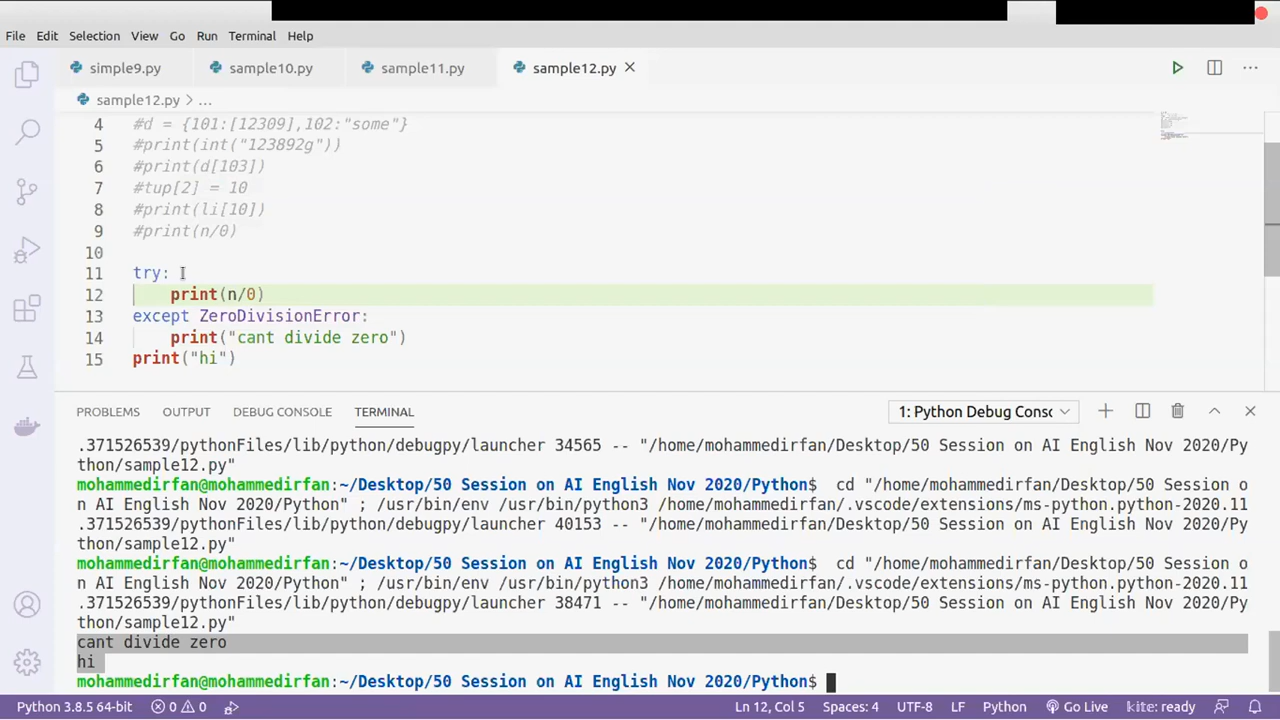 File Edit Selection View Go Run Terminal Help
simple9.py sample10.py sample11.py sample12.py
sample12.py > ...
4 #d = {101:[12309],102:"some"}
5 #print(int("123892g"))
6 #print(d[103])
7 #tup[2] = 10
8 #print(li[10])
9 #print(n/0)
10
11 try:
12 print(n/0)
13 except ZeroDivisionError:
14 print("cant divide zero")
15 print("hi")
PROBLEMS OUTPUT DEBUG CONSOLE TERMINAL 1: Python Debug Consc
.371526539/pythonFiles/lib/python/debugpy/launcher 34565 -- "/home/mohammedirfan/Desktop/50 Session on AI English Nov 2020/Py
thon/sample12.py"
mohammedirfan@mohammedirfan:~/Desktop/50 Session on AI English Nov 2020/Python$ cd "/home/mohammedirfan/Desktop/50 Session o
n AI English Nov 2020/Python" ; /usr/bin/env /usr/bin/python3 /home/mohammedirfan/.vscode/extensions/ms-python.python-2020.11
.371526539/pythonFiles/lib/python/debugpy/launcher 40153 -- "/home/mohammedirfan/Desktop/50 Session on AI English Nov 2020/Py
thon/sample12.py"
mohammedirfan@mohammedirfan:~/Desktop/50 Session on AI English Nov 2020/Python$ cd "/home/mohammedirfan/Desktop/50 Session o
n AI English Nov 2020/Python" ; /usr/bin/env /usr/bin/python3 /home/mohammedirfan/.vscode/extensions/ms-python.python-2020.11
.371526539/pythonFiles/lib/python/debugpy/launcher 38471 -- "/home/mohammedirfan/Desktop/50 Session on AI English Nov 2020/Py
thon/sample12.py"
cant divide zero
hi
mohammedirfan@mohammedirfan:~/Desktop/50 Session on AI English Nov 2020/Python$
Python 3.8.5 64-bit 0 0 Ln 12, Col 5 Spaces: 4 UTF-8 LF Python Go Live kite: ready